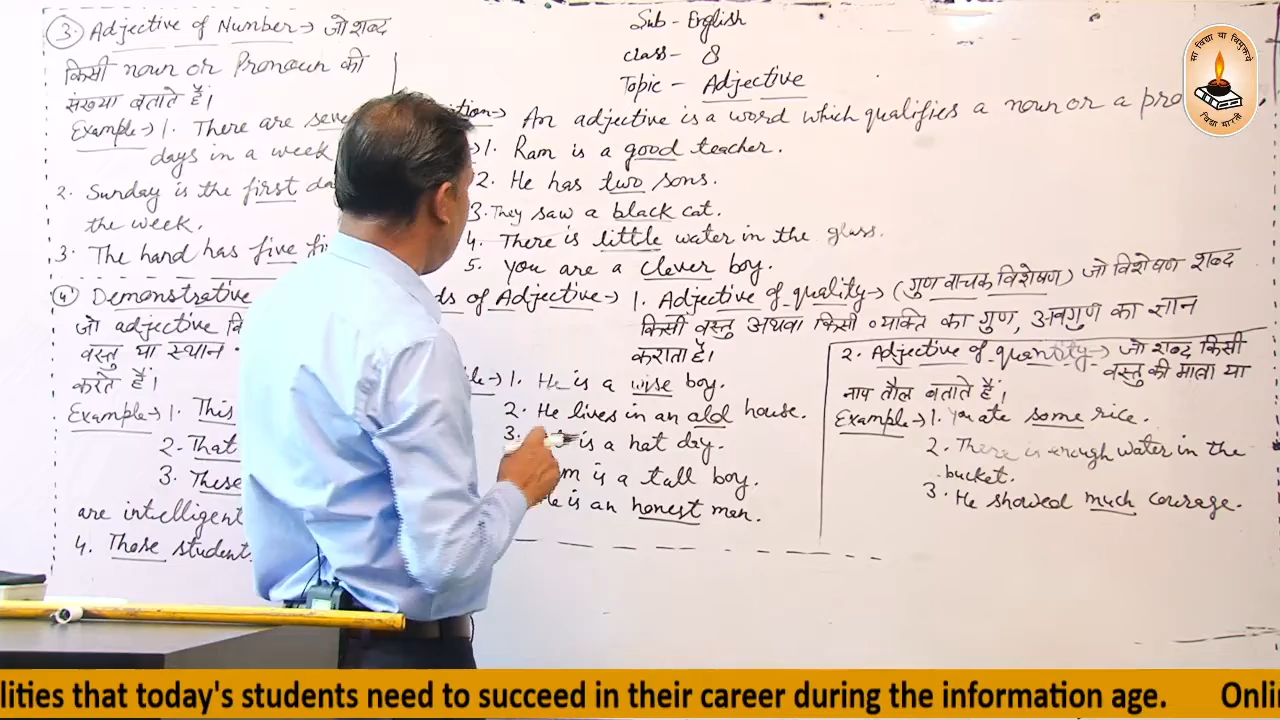 Sub - English
Class - 8
Topic - Adjective
An adjective is a word which qualifies a noun or a
1. Ram is a good teacher.
2. He has two sons.
3. They saw a black cat.
4. There is little water in the glass.
5. You are a clever boy.
of Adjective → 1. Adjective of quality → (गुण वाचक विशेषण) जो विशेषण शब्द
किसी वस्तु अथवा किसी व्यक्ति का गुण, अवगुण का ज्ञान
कराता है।
1. He is a wise boy.
2. He lives in an old house.
3. is a hot day.
is a tall boy.
is an honest man.
2. Adjective of quantity → जो शब्द किसी
वस्तु की मात्रा या
नाप तौल बताते हैं।
Example → 1. You ate some rice.
2. There is enough water in the
bucket.
3. He showed much courage.
3. Adjective of Number → जो शब्द
किसी noun or Pronoun की
संख्या बताते हैं।
Example → 1. There are
days in a week
2. Sunday is the first
the week.
3. The hand has five
4. Demonstrative
जो adjective
वस्तु या स्थान
करते हैं।
Example → 1. This
2. That
3. These
are intelligent
4. Those student
सा विद्या या विमुक्तये
विद्या भारती
lities that today's students need to succeed in their career during the information age. Onli